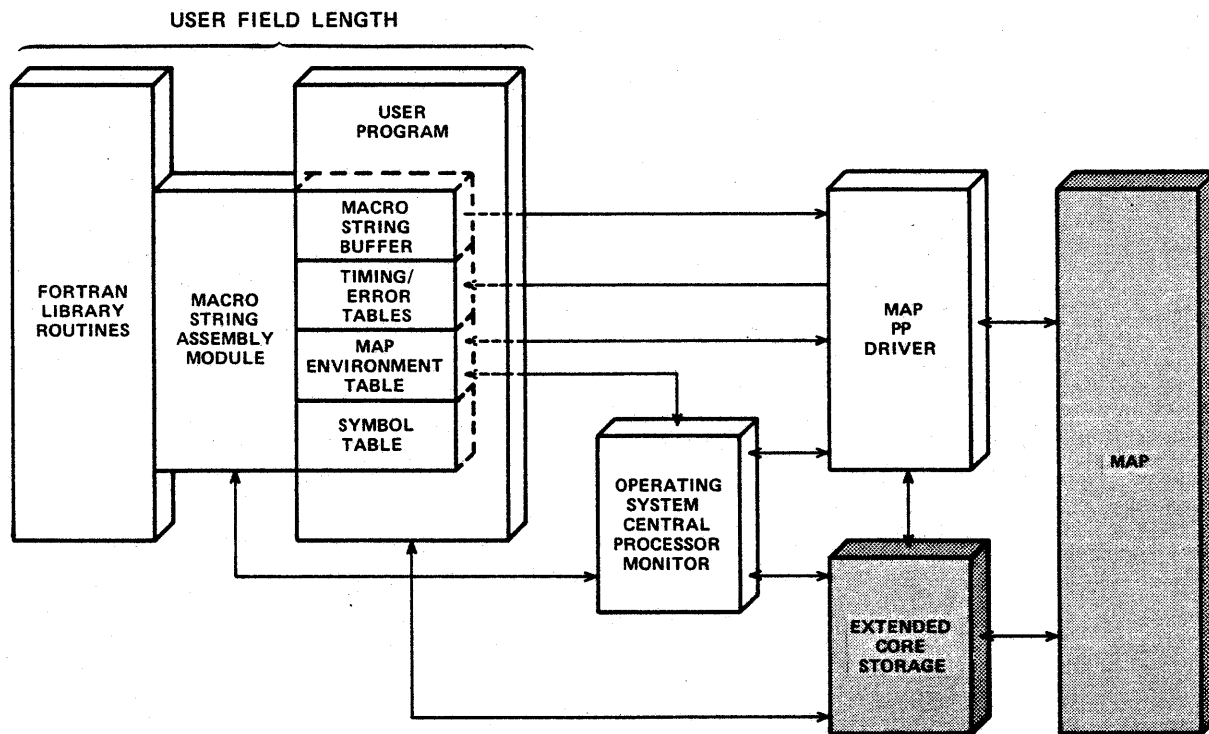 USER FIELD LENGTH
USER
PROGRAM
FORTRAN
LIBRARY
ROUTINES
MACRO
STRING
ASSEMBLY
MODULE
MACRO
STRING
BUFFER
TIMING/
ERROR
TABLES
MAP
ENVIRONMENT
TABLE
SYMBOL
TABLE
OPERATING
SYSTEM
CENTRAL
PROCESSOR
MONITOR
MAP
PP
DRIVER
EXTENDED
CORE
STORAGE
MAP